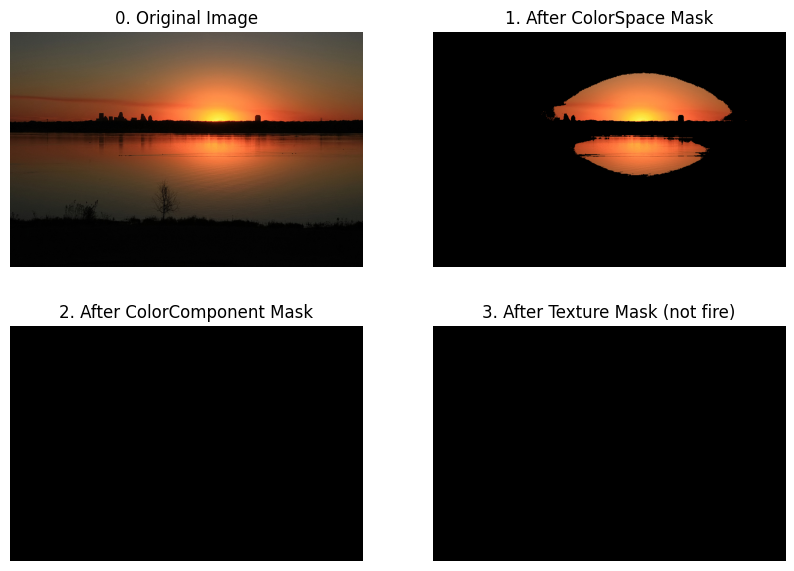 0. Original Image
1. After ColorSpace Mask
2. After ColorComponent Mask
3. After Texture Mask (not fire)